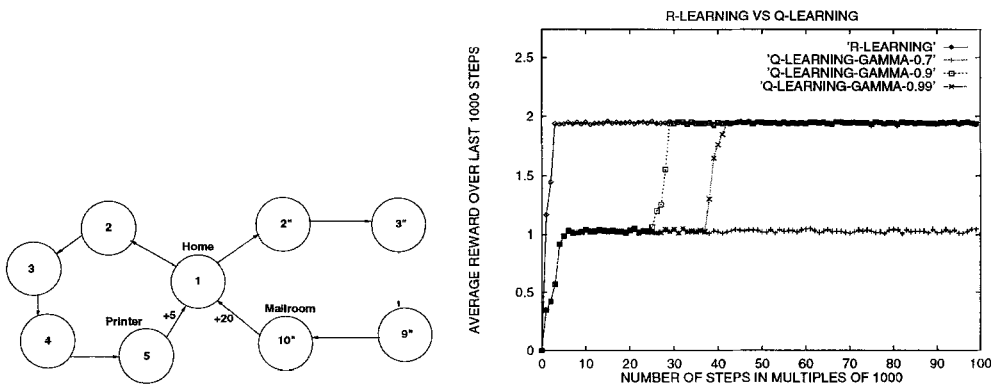 2
3
4
Printer
5
+5
Home
1
+20
Mailroom
10"
9"
2"
3"
R-LEARNING VS Q-LEARNING
AVERAGE REWARD OVER LAST 1000 STEPS
2.5
2
1.5
1
0.5
0
'R-LEARNING'
'Q-LEARNING-GAMMA-0.7'
'Q-LEARNING-GAMMA-0.9'
'Q-LEARNING-GAMMA-0.99'
0 10 20 30 40 50 60 70 80 90 100
NUMBER OF STEPS IN MULTIPLES OF 1000